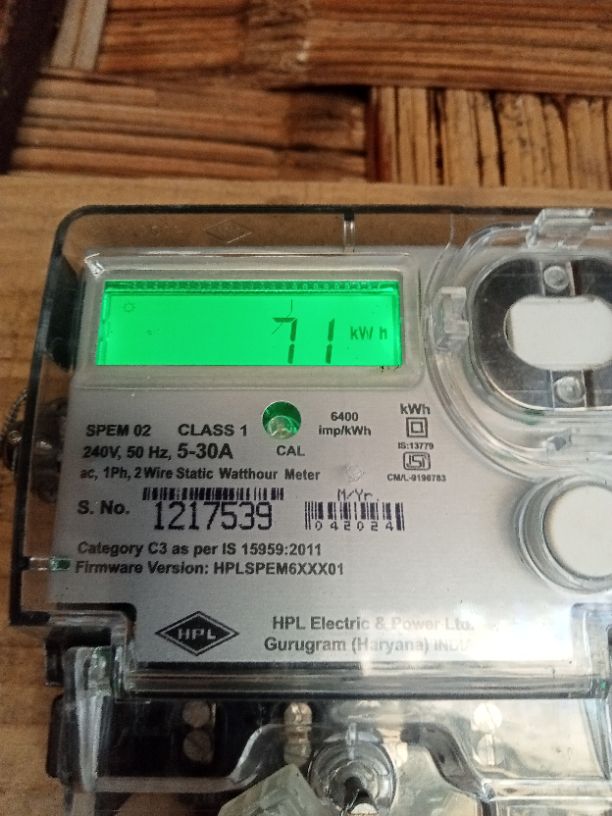 71 kWh
SPEM 02 CLASS 1
6400
imp/kWh
kWh
240V, 50 Hz, 5-30A
CAL
IS:13779
ac, 1Ph, 2 Wire Static Watthour Meter
CM/L-9196783
M/Yr.
S. No. 1217539
042024
Category C3 as per IS 15959:2011
Firmware Version: HPLSPEM6XXX01
HPL
HPL Electric & Power Ltd.
Gurugram (Haryana)